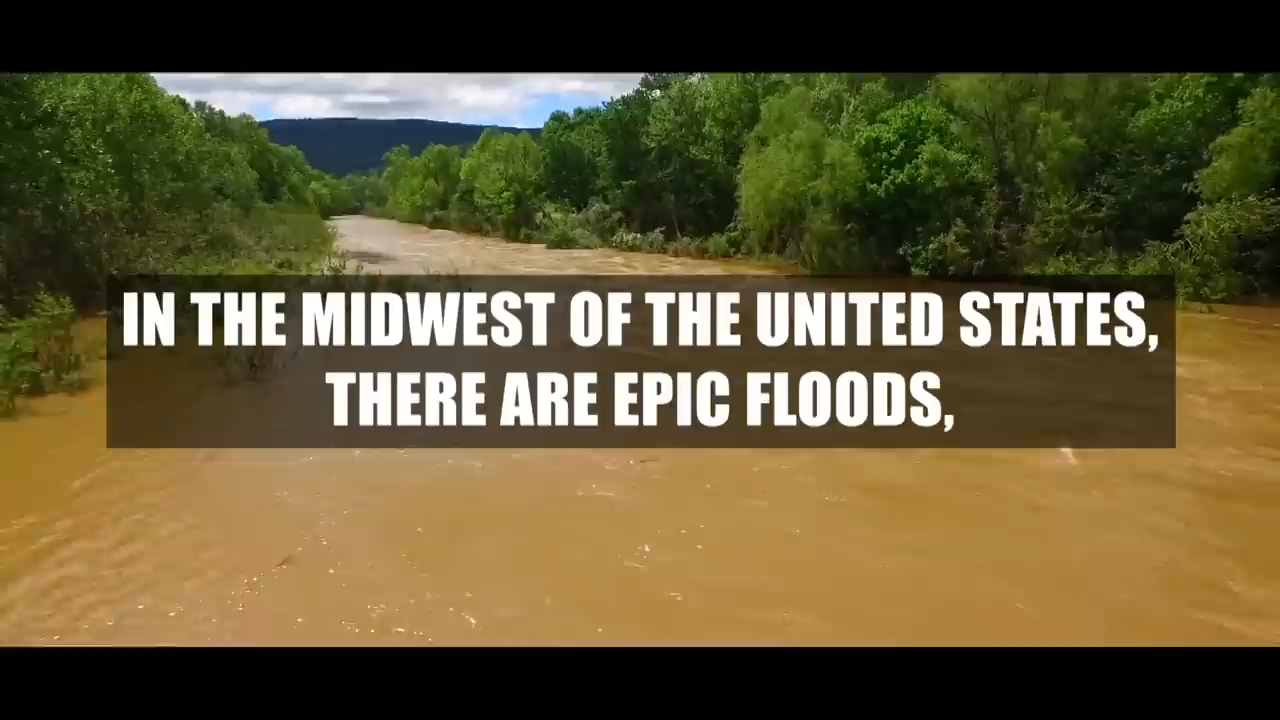 IN THE MIDWEST OF THE UNITED STATES,
THERE ARE EPIC FLOODS,